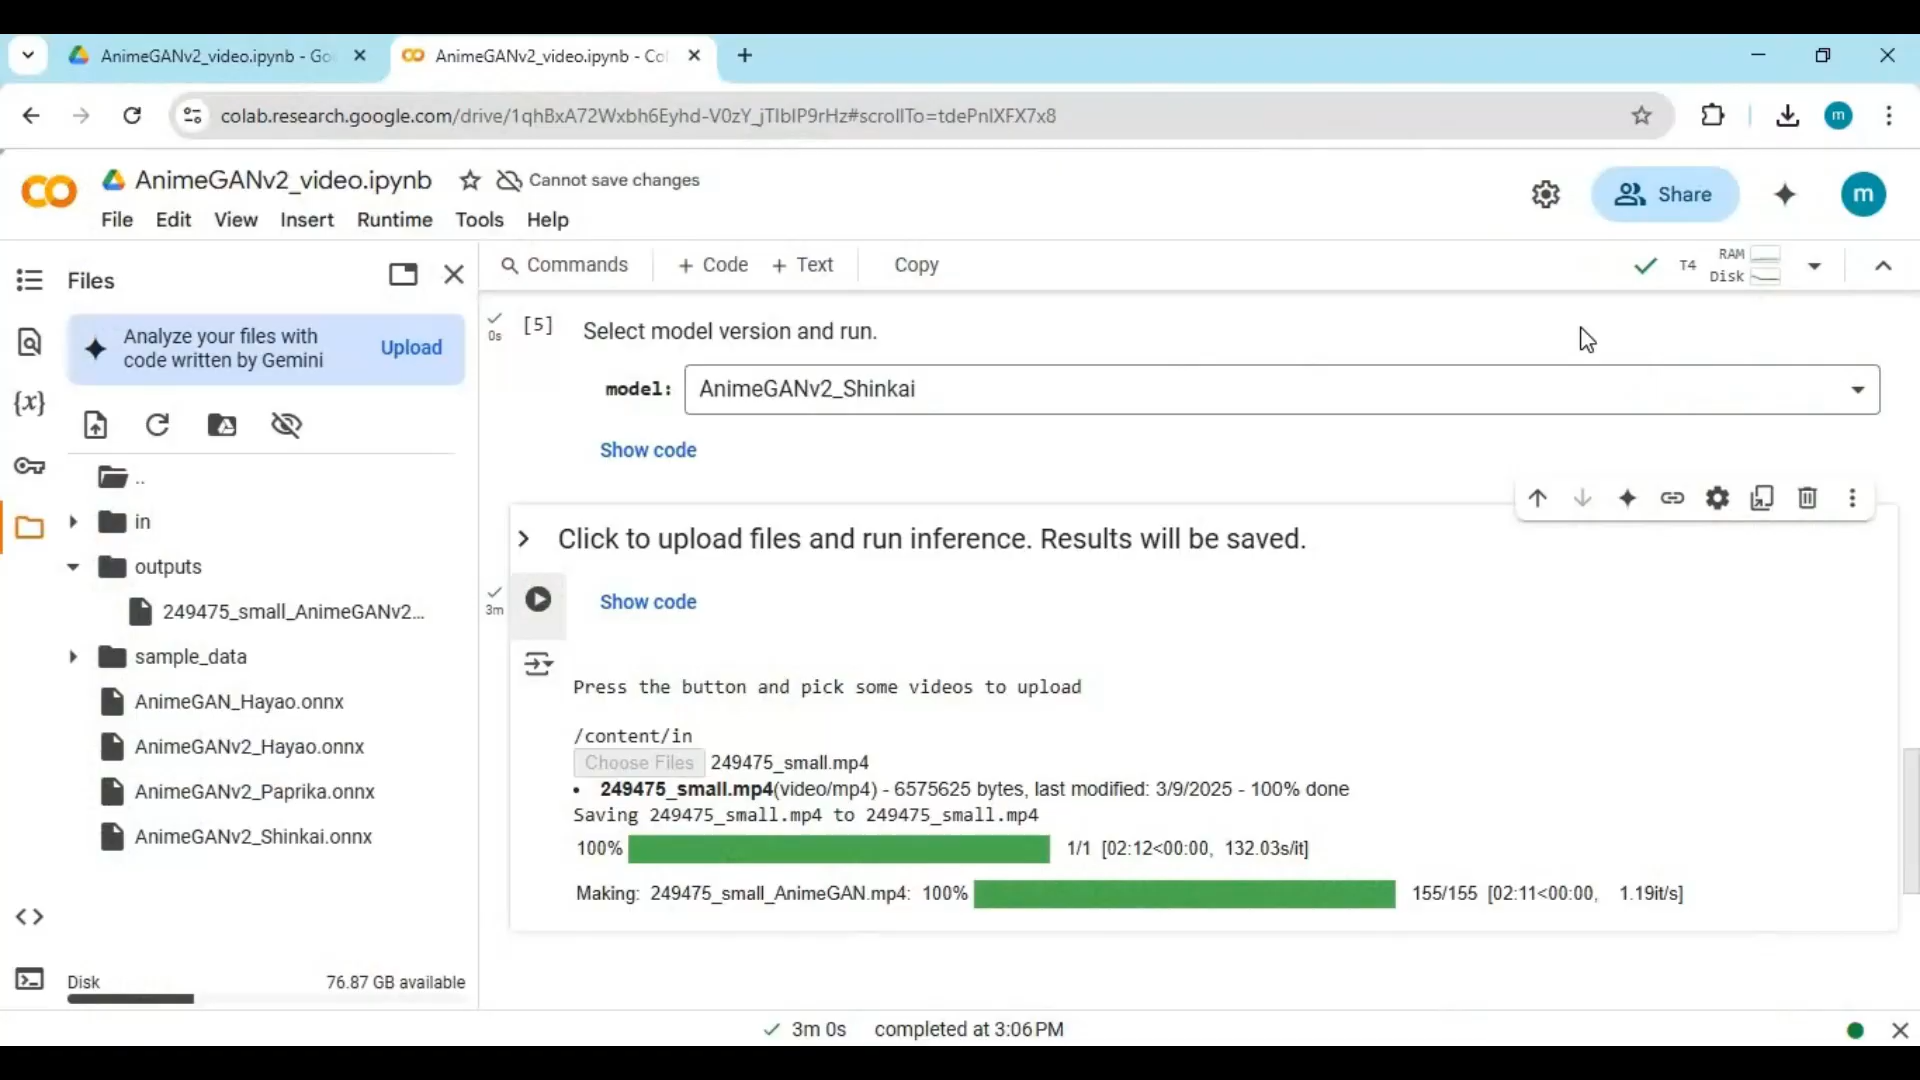 AnimeGANv2_video.ipynb - Go
AnimeGANv2_video.ipynb - Co
colab.research.google.com/drive/1qhBxA72Wxbh6Eyhd-V0zY_jTIbIP9rHz#scrollTo=tdePnlXFX7x8
m
AnimeGANv2_video.ipynb
Cannot save changes
Share
m
File Edit View Insert Runtime Tools Help
Files
Commands + Code + Text Copy
T4 RAM
Disk
Analyze your files with
code written by Gemini
Upload
..
in
outputs
249475_small_AnimeGANv2...
sample_data
AnimeGAN_Hayao.onnx
AnimeGANv2_Hayao.onnx
AnimeGANv2_Paprika.onnx
AnimeGANv2_Shinkai.onnx
Disk 76.87 GB available
0s [5] Select model version and run.
model: AnimeGANv2_Shinkai
Show code
Click to upload files and run inference. Results will be saved.
3m
Show code
Press the button and pick some videos to upload
/content/in
Choose Files 249475_small.mp4
• 249475_small.mp4(video/mp4) - 6575625 bytes, last modified: 3/9/2025 - 100% done
Saving 249475_small.mp4 to 249475_small.mp4
100% 1/1 [02:12<00:00, 132.03s/it]
Making: 249475_small_AnimeGAN.mp4: 100% 155/155 [02:11<00:00, 1.19it/s]
3m 0s completed at 3:06 PM